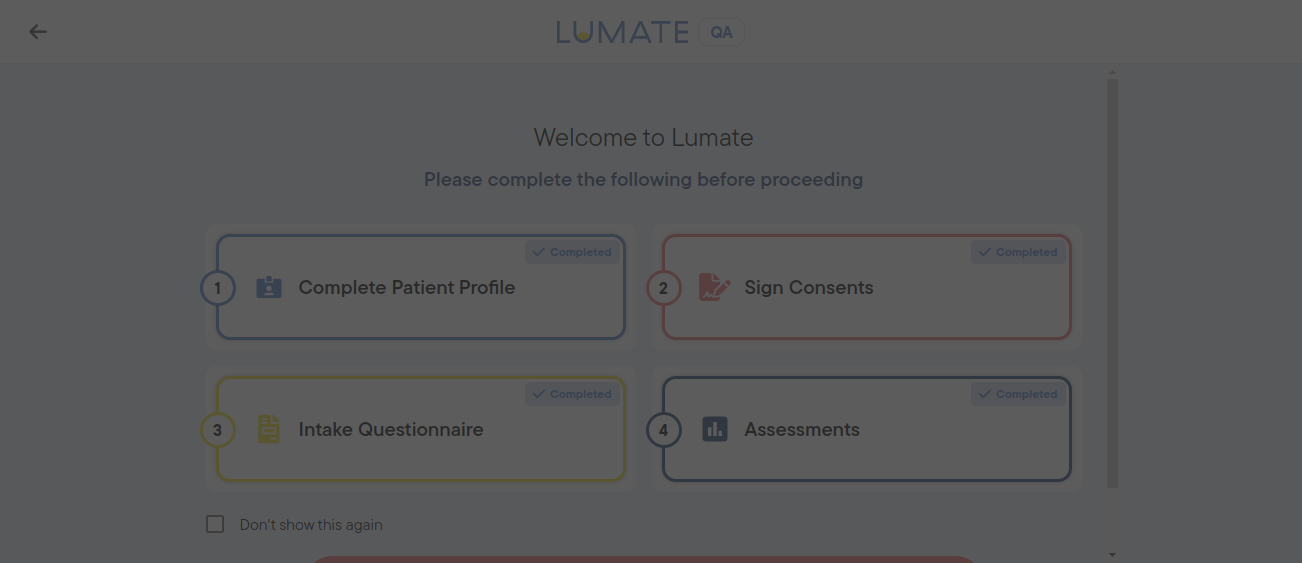 LUMATE QA
Welcome to Lumate
Please complete the following before proceeding
Completed
1 Complete Patient Profile
Completed
2 Sign Consents
Completed
3 Intake Questionnaire
Completed
4 Assessments
Don't show this again